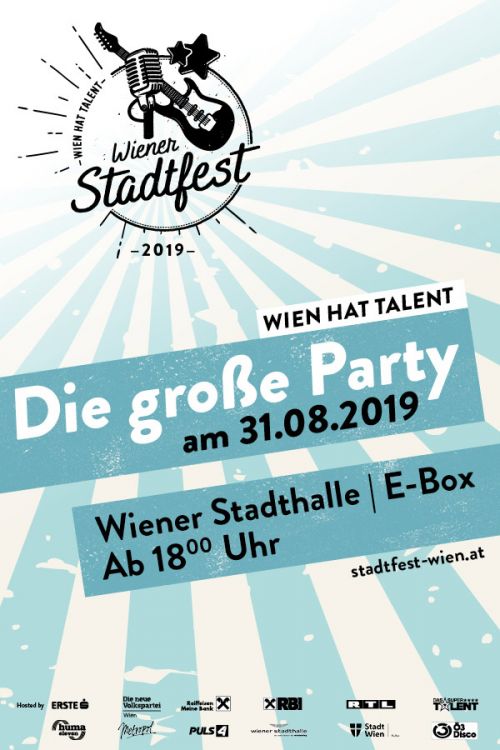 WIEN HAT TALENT
Wiener
Stadtfest
-2019-
WIEN HAT TALENT
Die große Party
am 31.08.2019
Wiener Stadthalle | E-Box
Ab 18⁰⁰ Uhr
stadtfest-wien.at
Hosted by
ERSTE
Die neue
Volkspartei
Wien
Raiffeisen
Meine Bank
RBI
RTL
DAS SUPER
TALENT
huma
eleven
PULS 4
wiener stadthalle
Stadt
Wien
Ö3
Disco